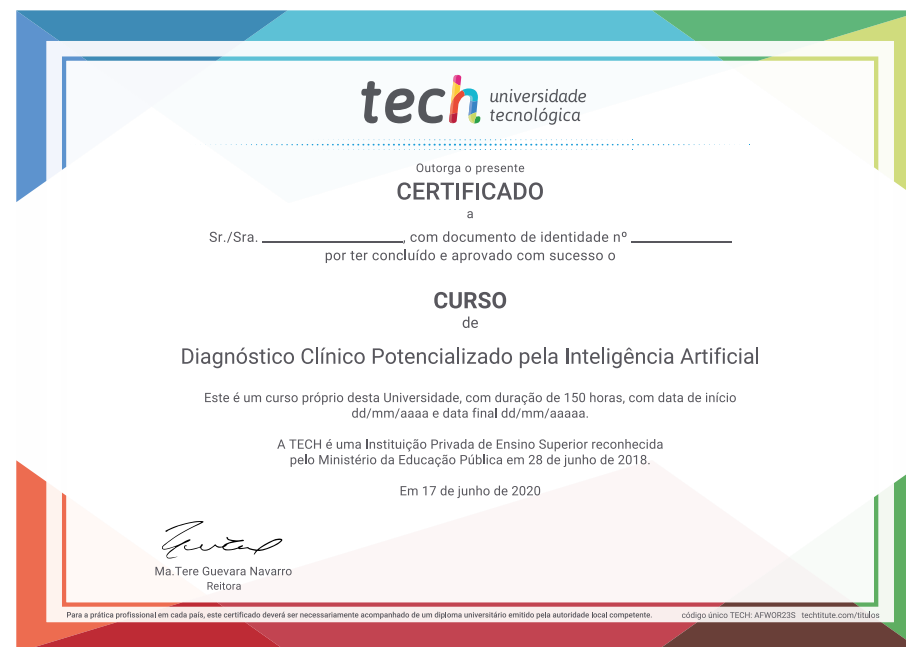 tech universidade
tecnológica
Outorga o presente
CERTIFICADO
a
Sr./Sra. ____________, com documento de identidade nº ____________
por ter concluído e aprovado com sucesso o
CURSO
de
Diagnóstico Clínico Potencializado pela Inteligência Artificial
Este é um curso próprio desta Universidade, com duração de 150 horas, com data de início
dd/mm/aaaa e data final dd/mm/aaaaa.
A TECH é uma Instituição Privada de Ensino Superior reconhecida
pelo Ministério da Educação Pública em 28 de junho de 2018.
Em 17 de junho de 2020
Ma.Tere Guevara Navarro
Reitora
Para a prática profissional em cada país, este certificado deverá ser necessariamente acompanhado de um diploma universitário emitido pela autoridade local competente. código único TECH: AFWOR23S techtitute.com/titulos